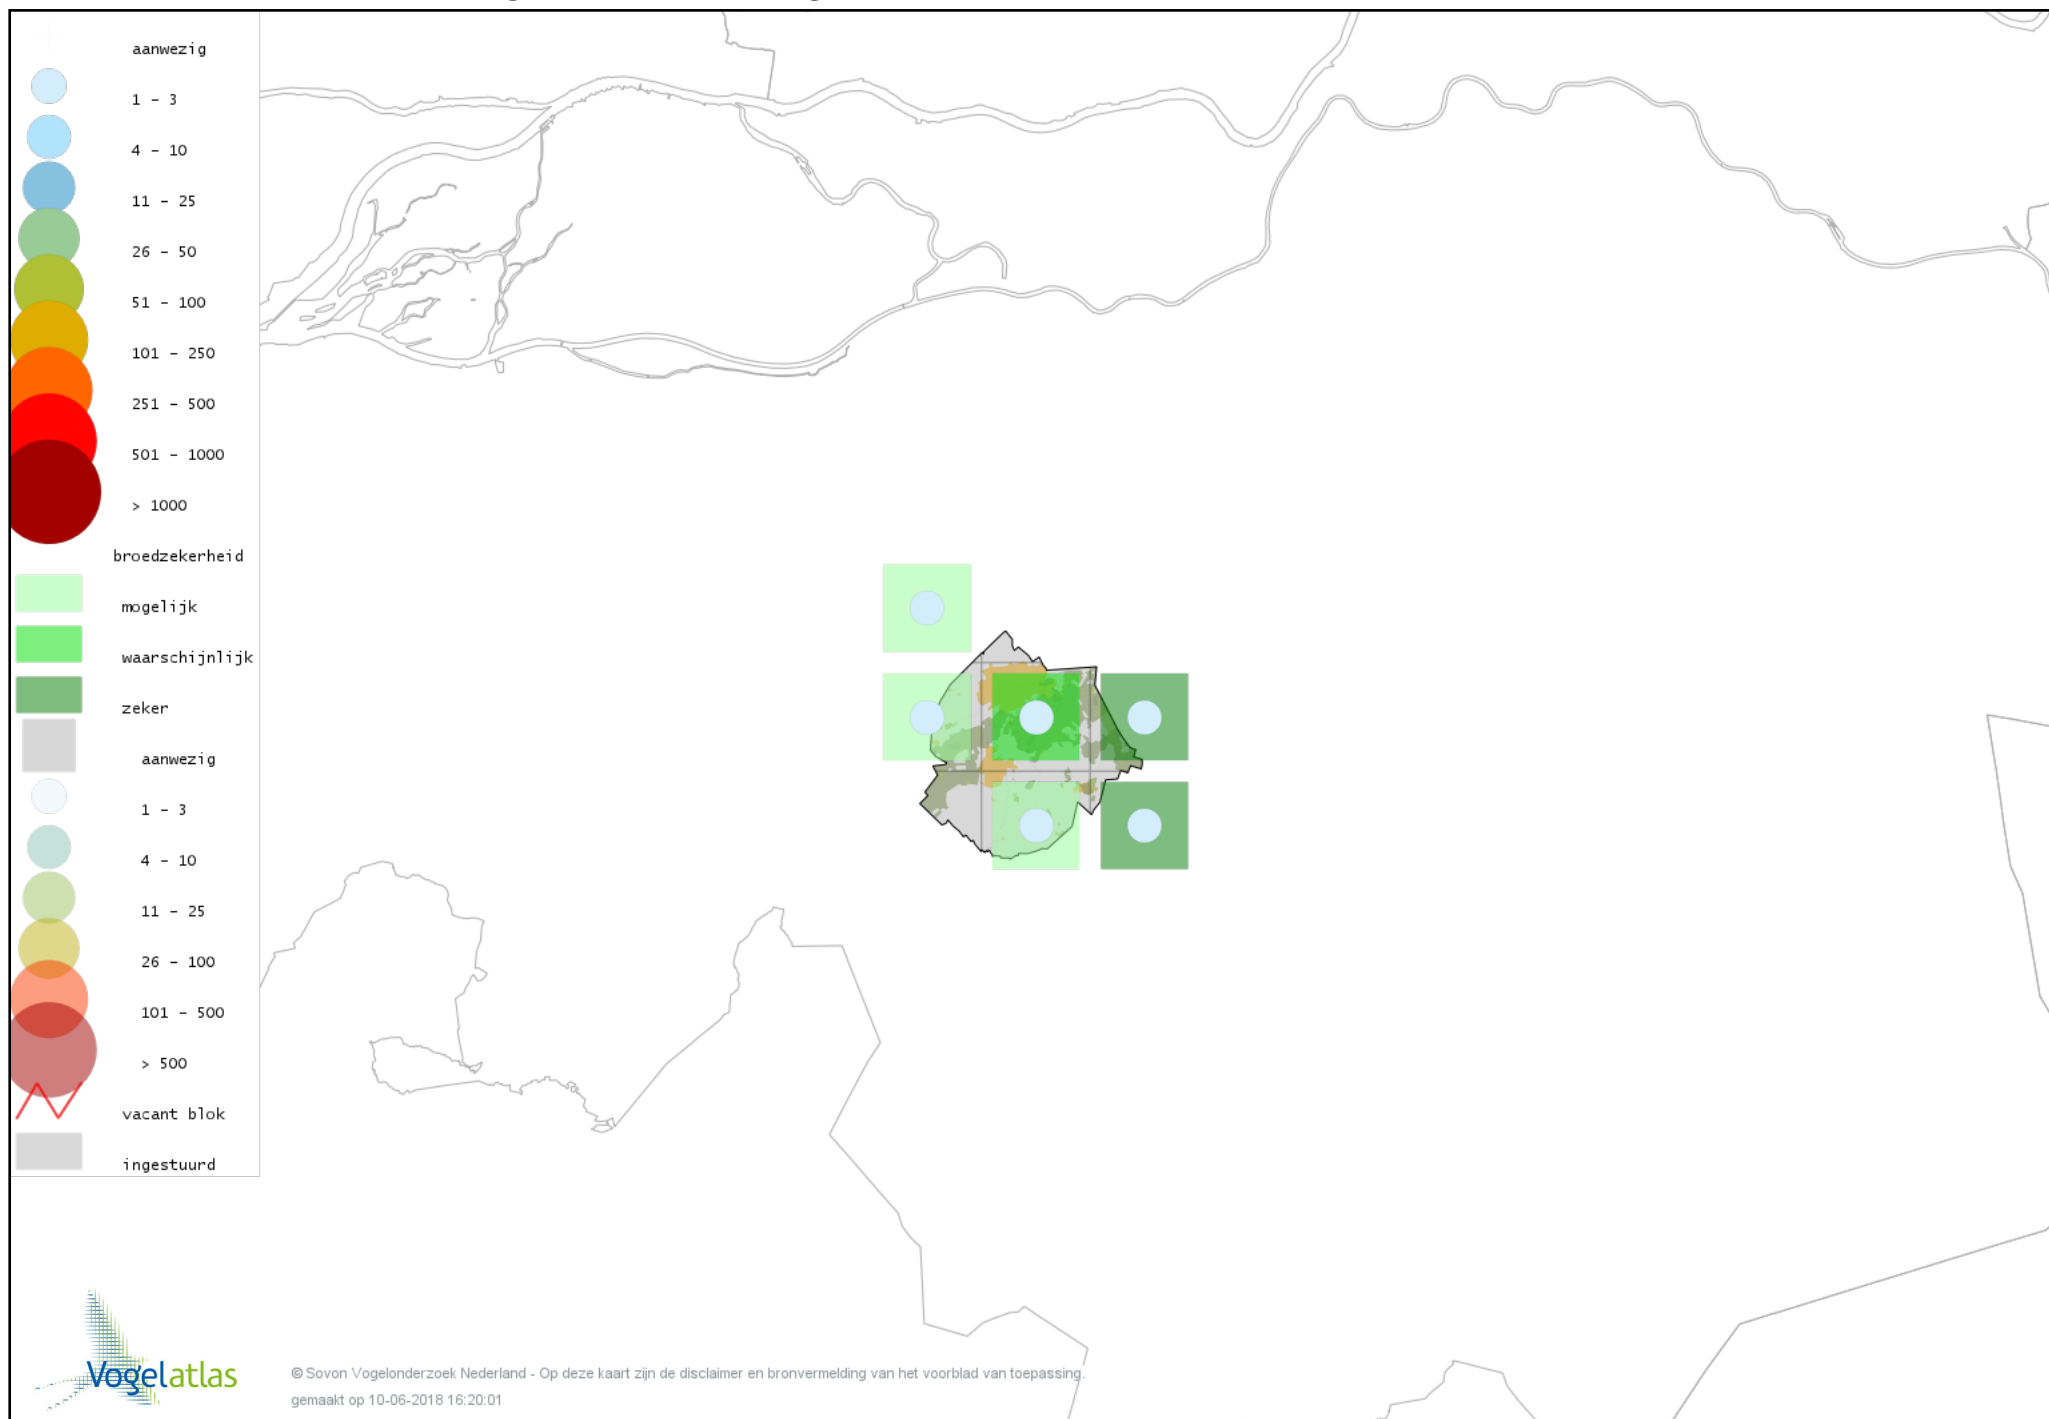 aanwezig
1 - 3
4 - 10
11 - 25
26 - 50
51 - 100
101 - 250
251 - 500
501 - 1000
> 1000
broedzekerheid
mogelijk
waarschijnlijk
zeker
aanwezig
1 - 3
4 - 10
11 - 25
26 - 100
101 - 500
> 500
vacant blok
ingestuurd
Vogelatlas
© Sovon Vogelonderzoek Nederland - Op deze kaart zijn de disclaimer en bronvermelding van het voorblad van toepassing.
gemaakt op 10-06-2018 16:20:01